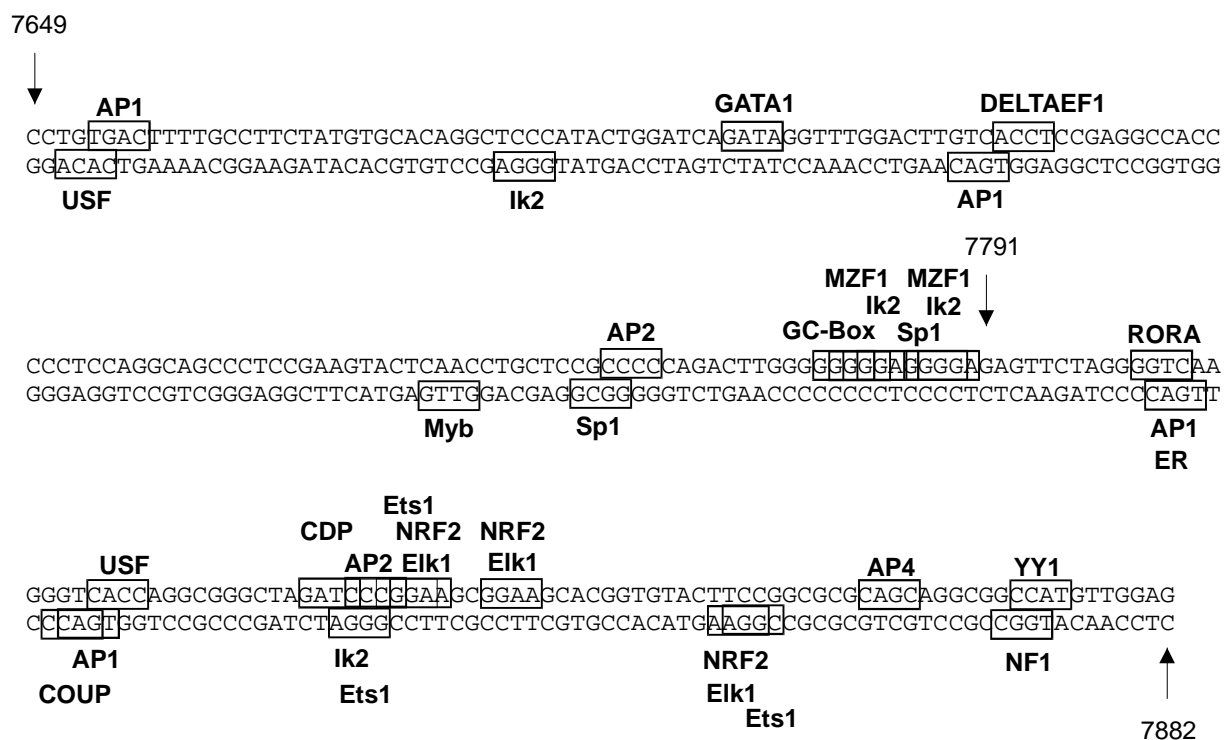 7649
AP1 GATA1 DELTAEF1
CCTGTGACTTTTGCCTTCTATGTGCACAGGCTCCCATACTGGATCAGATAGGTTTGGACTTGTCACCTCCGAGGCCACC
GGACACTGAAAACGGAAGATACACGTGTCCGAGGGTATGACCTAGTCTATCCAAACCTGAACAGTGGAGGCTCCGGTGG
USF Ik2 AP1
7791
MZF1 MZF1
Ik2 Ik2
AP2 GC-Box Sp1 RORA
CCCTCCAGGCAGCCCTCCGAAGTACTCAACCTGCTCCGCCCCCAGACTTGGGGGGGGAGGGGAGAGTTCTAGGGGTCAA
GGGAGGTCCGTCGGGAGGCTTCATGAGTTGGACGAGGCGGGGGTCTGAACCCCCCCCTCCCCTCTCAAGATCCCCAGTT
Myb Sp1 AP1
ER
Ets1
CDP NRF2 NRF2
USF AP2 Elk1 Elk1 AP4 YY1
GGGTCACCAGGCGGGCTAGATCCCGGAAGCGGAAGCACGGTGTACTTCCGGCGCGCAGCAGGCGGCCATGTTGGAG
CCCAGTGGTCCGCCCGATCTAGGGCCTTCGCCTTCGTGCCACATGAAGGCCGCGCGTCGTCCGCCGGTACAACCTC
AP1 Ik2 NRF2 NF1
COUP Ets1 Elk1
Ets1
7882